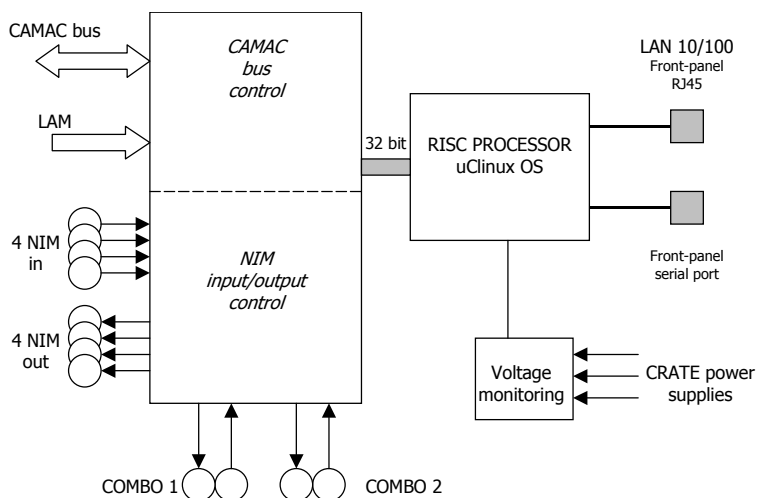 CAMAC bus
LAM
4 NIM
in
4 NIM
out
CAMAC
bus
control
NIM
input/output
control
COMBO 1
COMBO 2
32 bit
RISC PROCESSOR
uClinux OS
LAN 10/100
Front-panel
RJ45
Front-panel
serial port
Voltage
monitoring
CRATE power
supplies